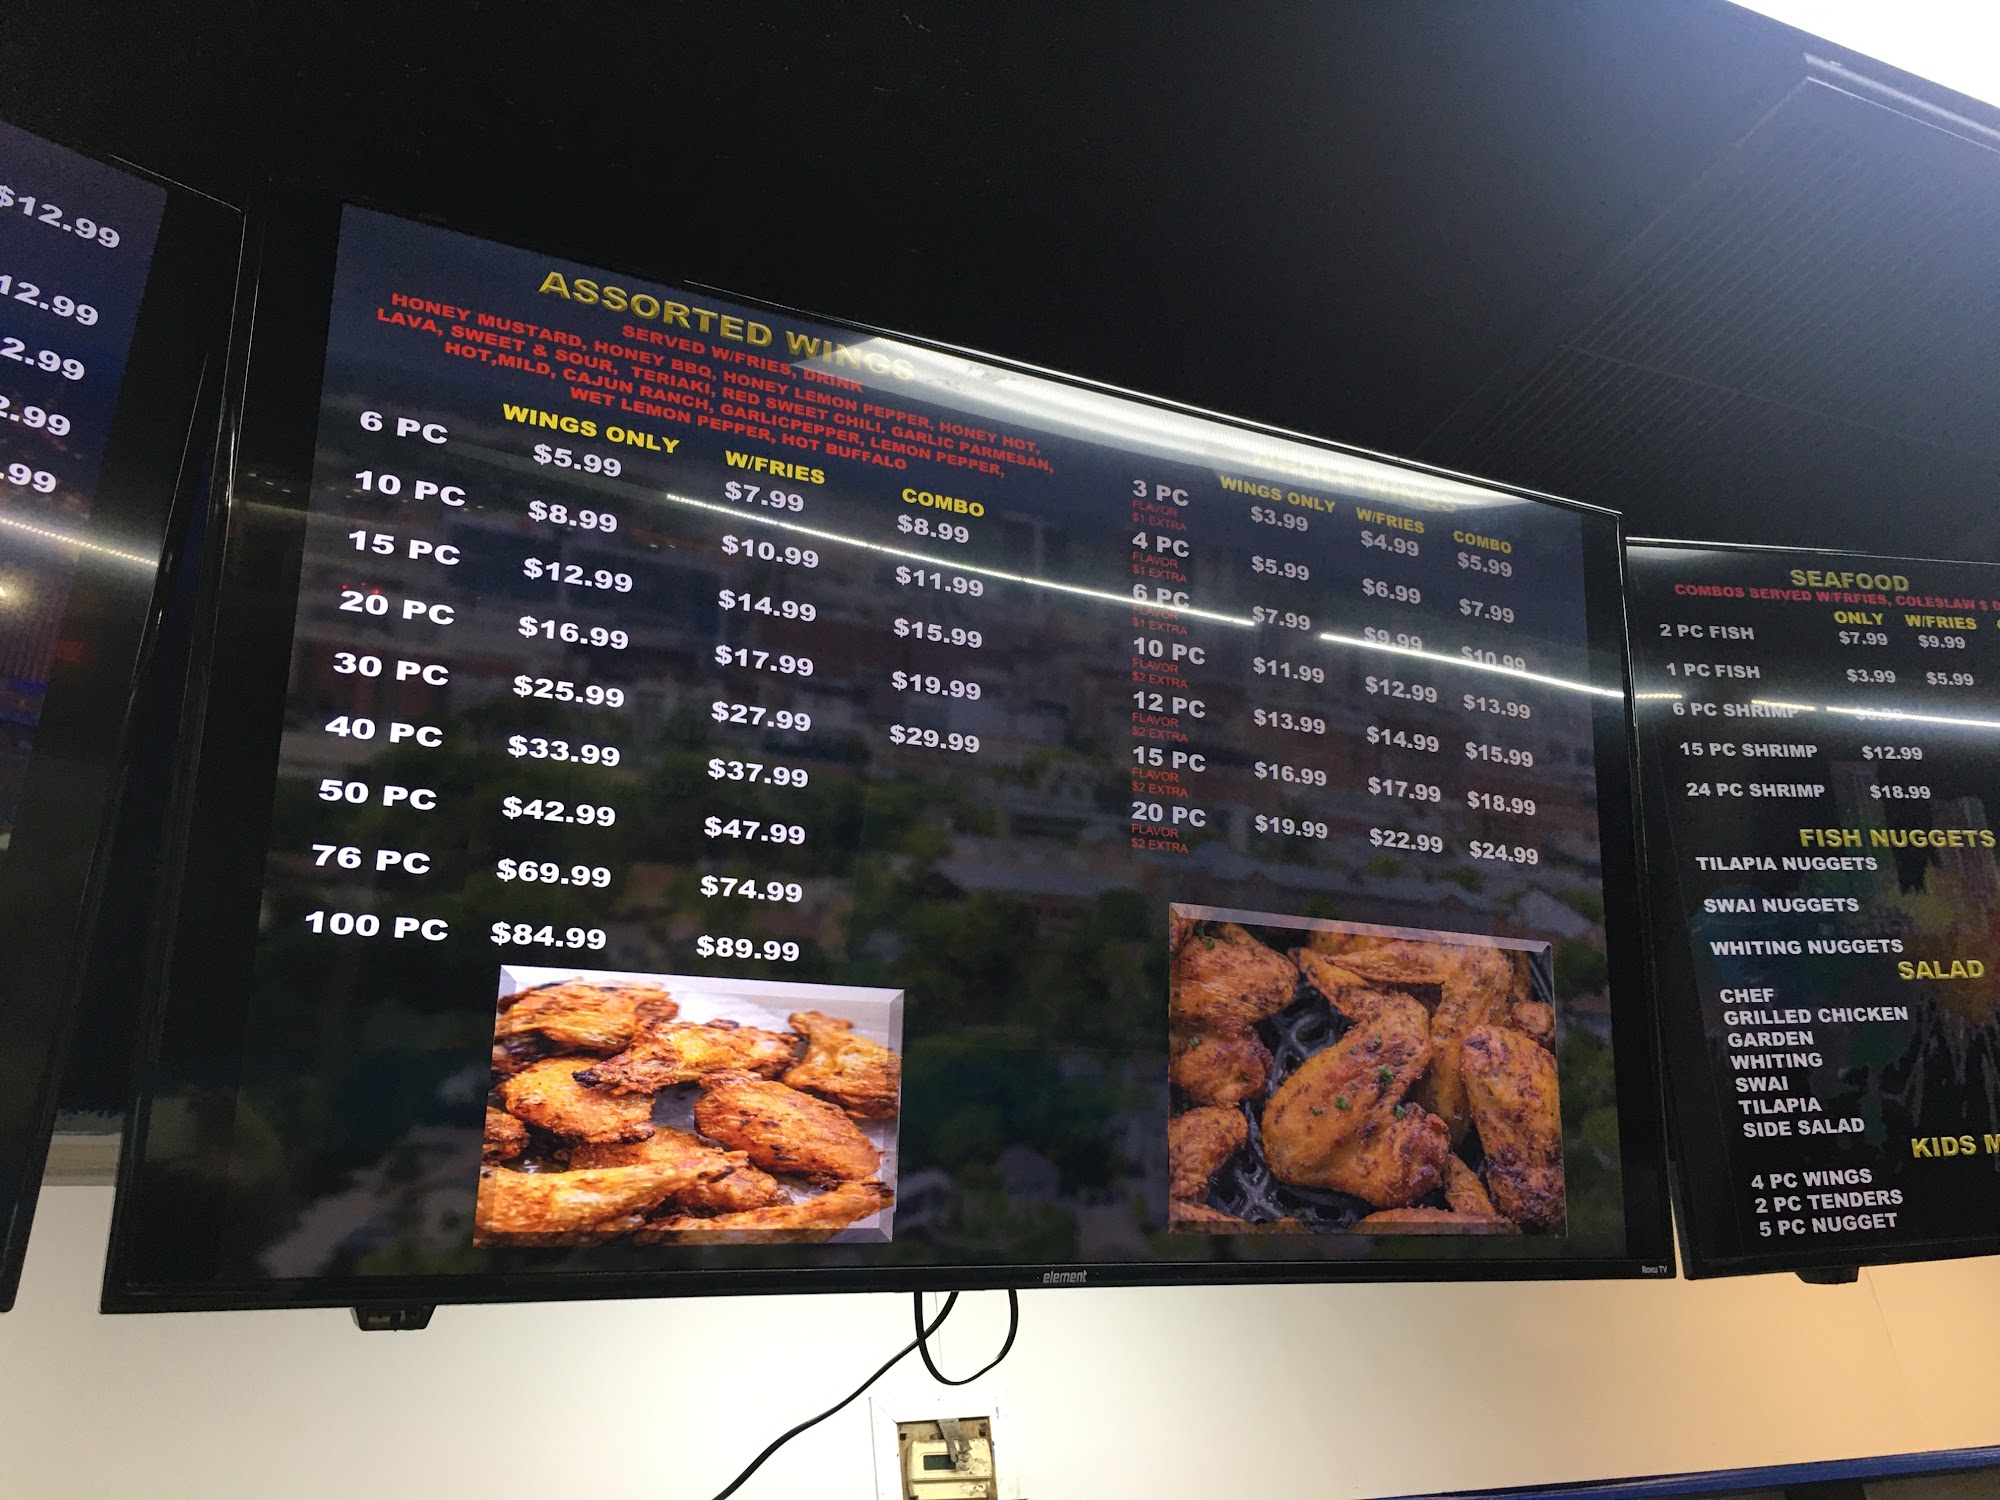 $12.99
12.99
2.99
2.99
.99
ASSORTED WINGS
SERVED W/FRIES, DRINK
HONEY MUSTARD, HONEY BBQ, HONEY LEMON PEPPER, HONEY HOT,
LAVA, SWEET & SOUR, TERIAKI, RED SWEET CHILI. GARLIC PARMESAN,
HOT,MILD, CAJUN RANCH, GARLICPEPPER, LEMON PEPPER,
WET LEMON PEPPER, HOT BUFFALO
WINGS ONLY W/FRIES COMBO
6 PC $5.99 $7.99 $8.99
10 PC $8.99 $10.99 $11.99
15 PC $12.99 $14.99 $15.99
20 PC $16.99 $17.99 $19.99
30 PC $25.99 $27.99 $29.99
40 PC $33.99 $37.99
50 PC $42.99 $47.99
76 PC $69.99 $74.99
100 PC $84.99 $89.99
WINGS
WINGS ONLY W/FRIES COMBO
3 PC $3.99 $4.99 $5.99
FLAVOR
$1 EXTRA
4 PC $5.99 $6.99 $7.99
FLAVOR
$1 EXTRA
6 PC $7.99 $9.99 $10.99
FLAVOR
$1 EXTRA
10 PC $11.99 $12.99 $13.99
FLAVOR
$2 EXTRA
12 PC $13.99 $14.99 $15.99
FLAVOR
$2 EXTRA
15 PC $16.99 $17.99 $18.99
FLAVOR
$2 EXTRA
20 PC $19.99 $22.99 $24.99
FLAVOR
$2 EXTRA
element
Roku TV
SEAFOOD
COMBOS SERVED W/FRFIES, COLESLAW $ D
ONLY W/FRIES
2 PC FISH $7.99 $9.99
1 PC FISH $3.99 $5.99
6 PC SHRIMP
15 PC SHRIMP $12.99
24 PC SHRIMP $18.99
FISH NUGGETS
TILAPIA NUGGETS
SWAI NUGGETS
WHITING NUGGETS
SALAD
CHEF
GRILLED CHICKEN
GARDEN
WHITING
SWAI
TILAPIA
SIDE SALAD
KIDS M
4 PC WINGS
2 PC TENDERS
5 PC NUGGET